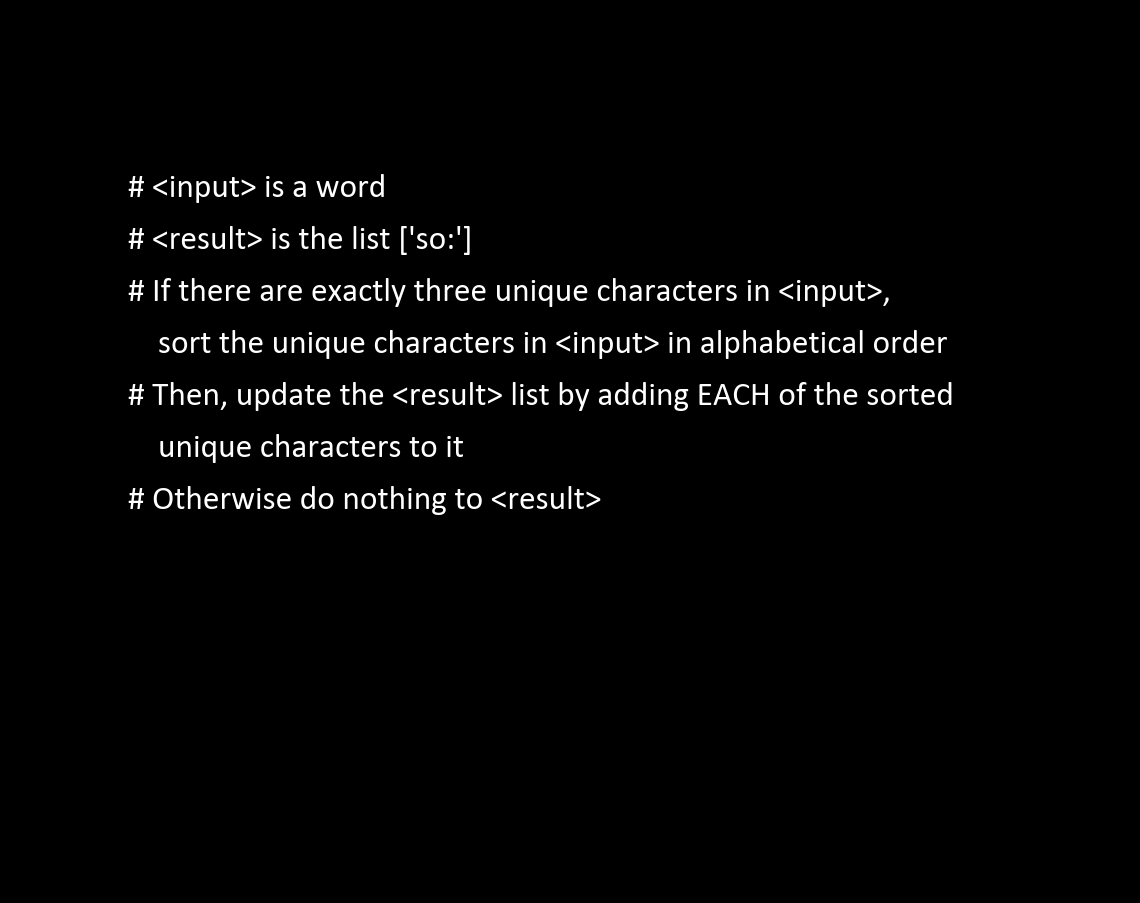 # <input> is a word
# <result> is the list ['so:']
# If there are exactly three unique characters in <input>,
sort the unique characters in <input> in alphabetical order
# Then, update the <result> list by adding EACH of the sorted
unique characters to it
# Otherwise do nothing to <result>